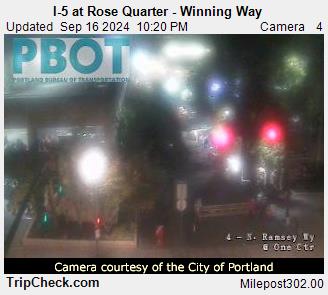 I-5 at Rose Quarter - Winning Way
Updated Sep 16 2024 10:20 PM Camera 4
PBOT
PORTLAND BUREAU OF TRANSPORTATION
4 - N. Ramsey Wy
@ One Ctr
Camera courtesy of the City of Portland
TripCheck.com Milepost302.00